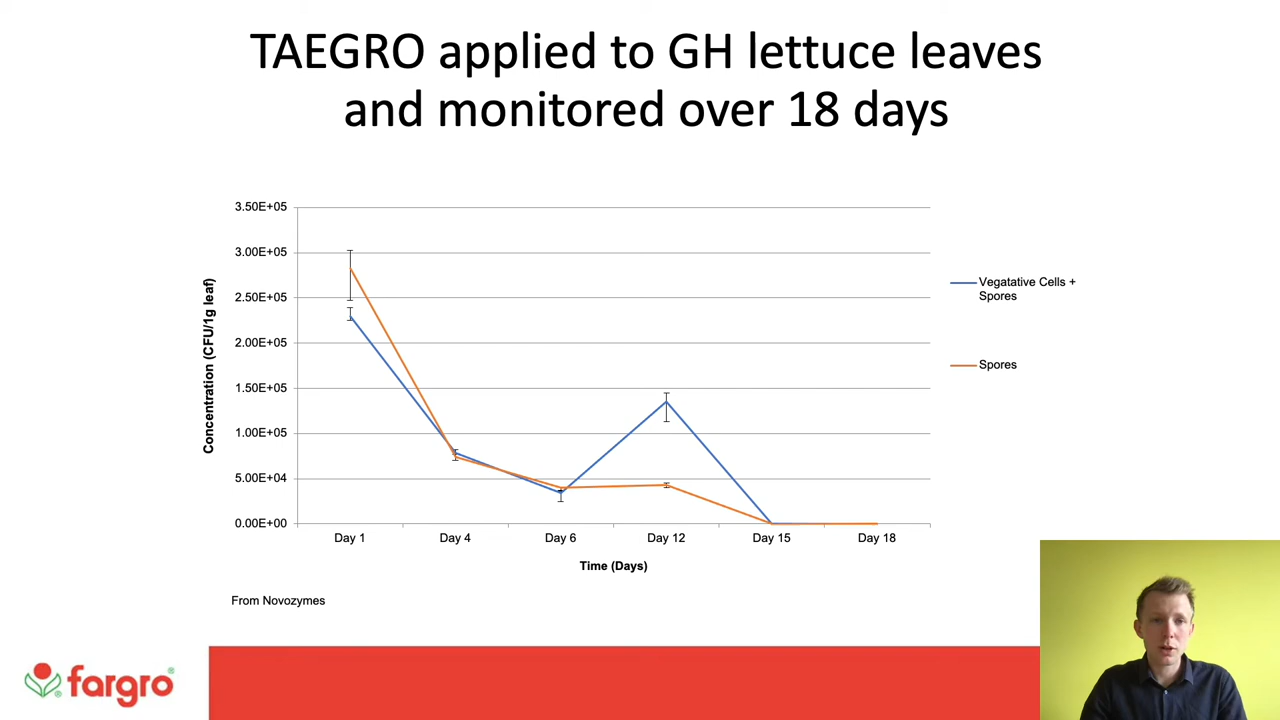 TAEGRO applied to GH lettuce leaves
and monitored over 18 days
3.50E+05
3.00E+05
2.50E+05
2.00E+05
1.50E+05
1.00E+05
5.00E+04
0.00E+00
Concentration (CFU/1g leaf)
Day 1
Day 4
Day 6
Day 12
Day 15
Day 18
Time (Days)
Vegatative Cells +
Spores
Spores
From Novozymes
fargro®